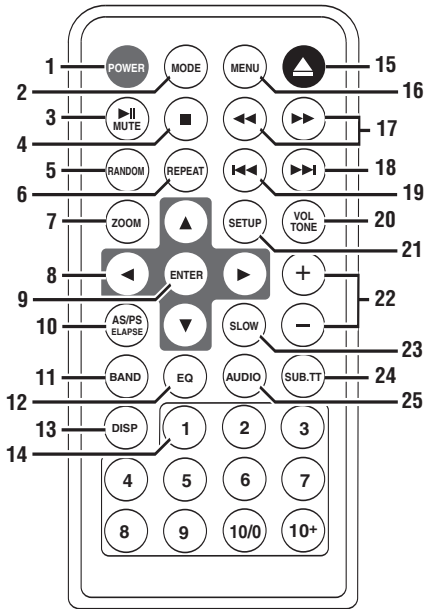 1 POWER MODE MENU 15
2 16
3 MUTE 17
4
5 RANDOM REPEAT 18
6 19
7 ZOOM SETUP VOL TONE 20
21
8 ENTER + 22
9
10 AS/PS ELAPSE SLOW − 23
11 BAND EQ AUDIO SUB.TT 24
12 25
13 DISP 1 2 3
14
4 5 6 7
8 9 10/0 10+